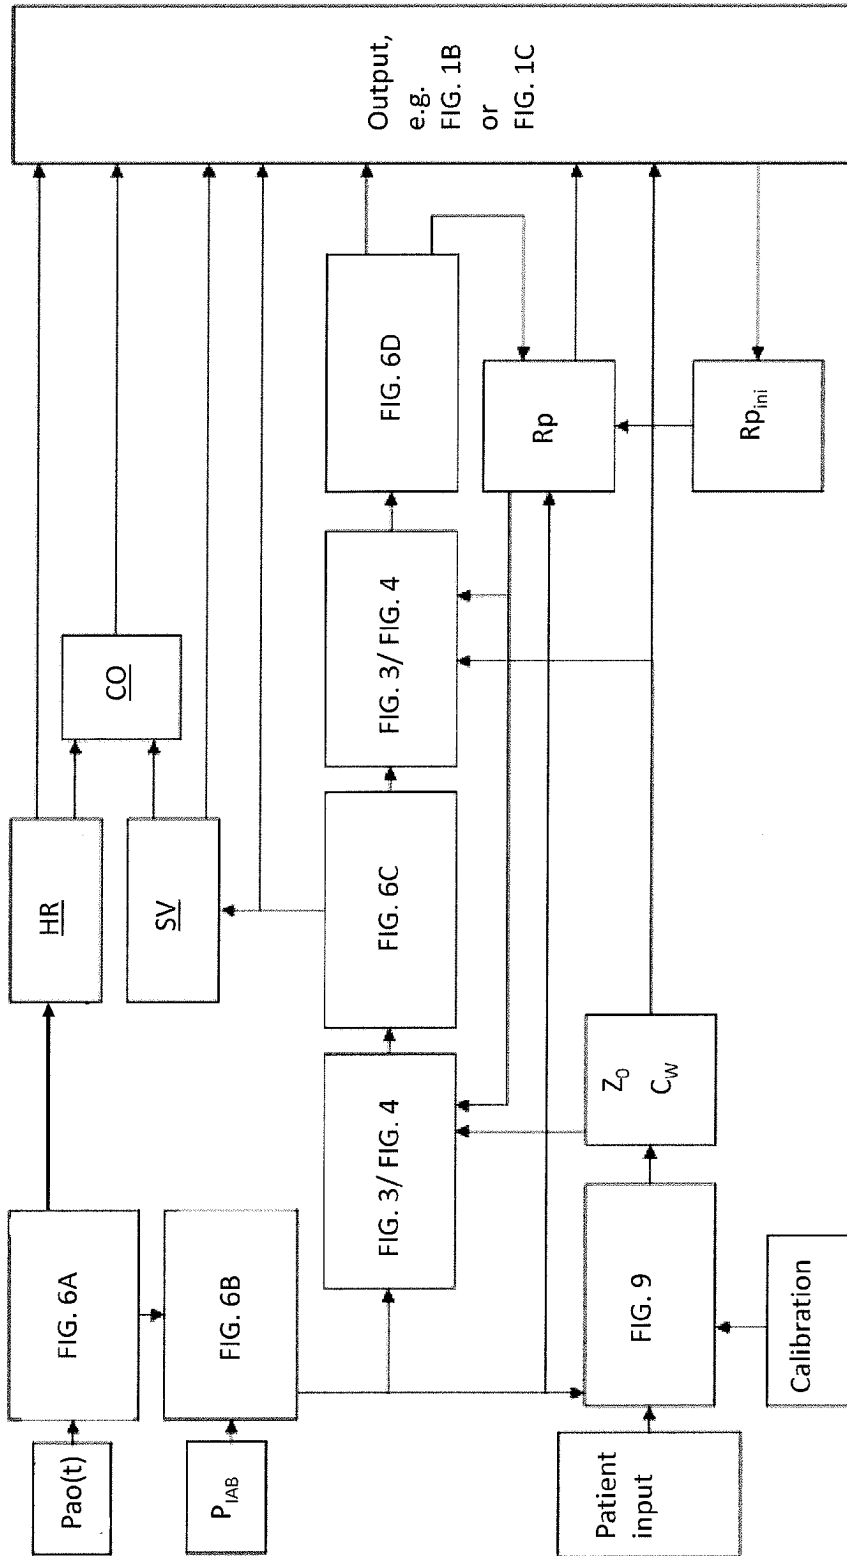 Pao(t)
FIG. 6A
HR
CO
Output,
e.g.
FIG. 1B
or
FIG. 1C
P_IAB
FIG. 6B
SV
FIG. 3/ FIG. 4
FIG. 6C
FIG. 3/ FIG. 4
FIG. 6D
Rp
Patient
input
FIG. 9
Z_0
C_W
Rp_ini
Calibration